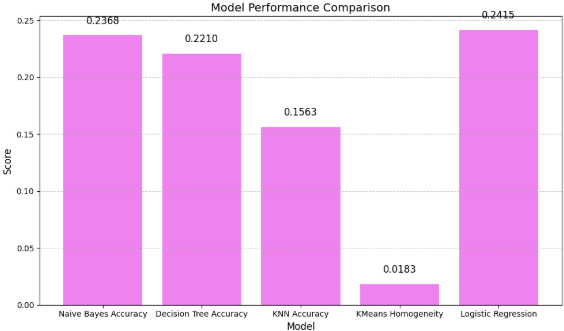 Model Performance Comparison
0.2368
0.2210
0.1563
0.0183
0.2415
0.25
0.20
0.15
0.10
0.05
0.00
Score
Naive Bayes Accuracy
Decision Tree Accuracy
KNN Accuracy
KMeans Homogeneity
Logistic Regression
Model